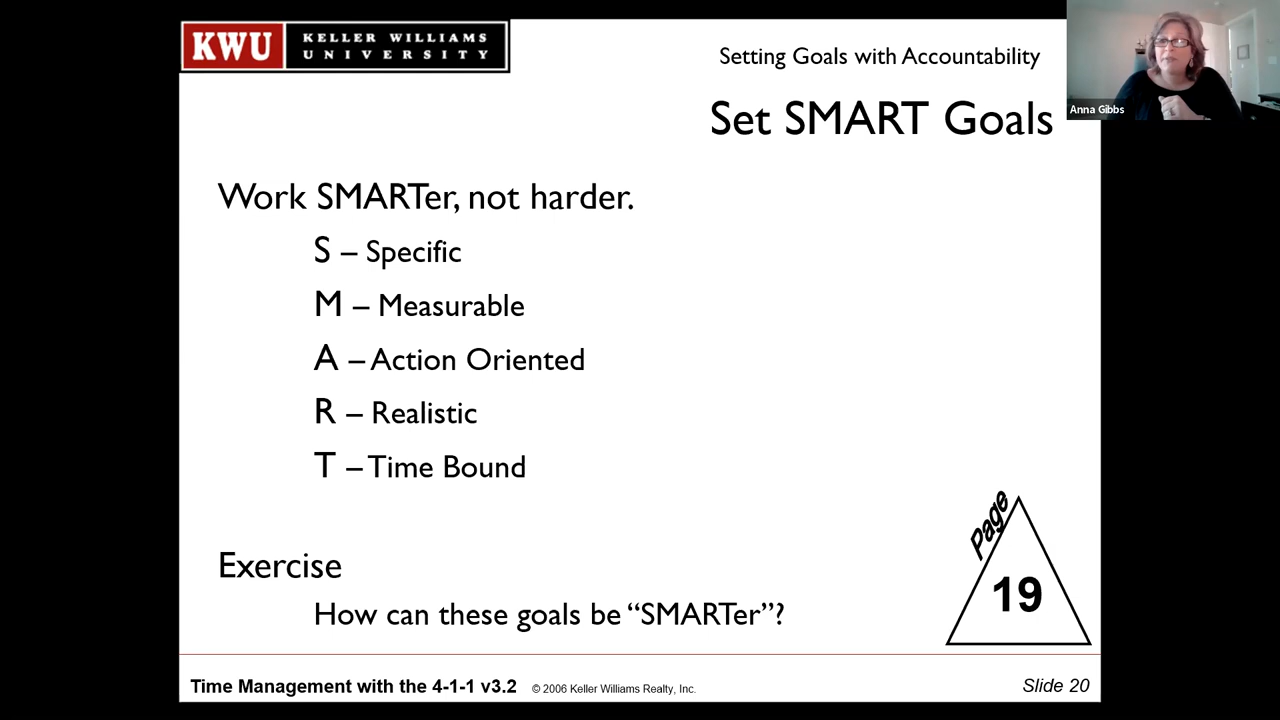 KWU KELLER WILLIAMS
UNIVERSITY
Setting Goals with Accountability
Set SMART Goals
Anna Gibbs
Work SMARTer, not harder.
S – Specific
M – Measurable
A – Action Oriented
R – Realistic
T – Time Bound
Exercise
How can these goals be “SMARTer”?
Page
19
Time Management with the 4-1-1 v3.2 © 2006 Keller Williams Realty, Inc. Slide 20